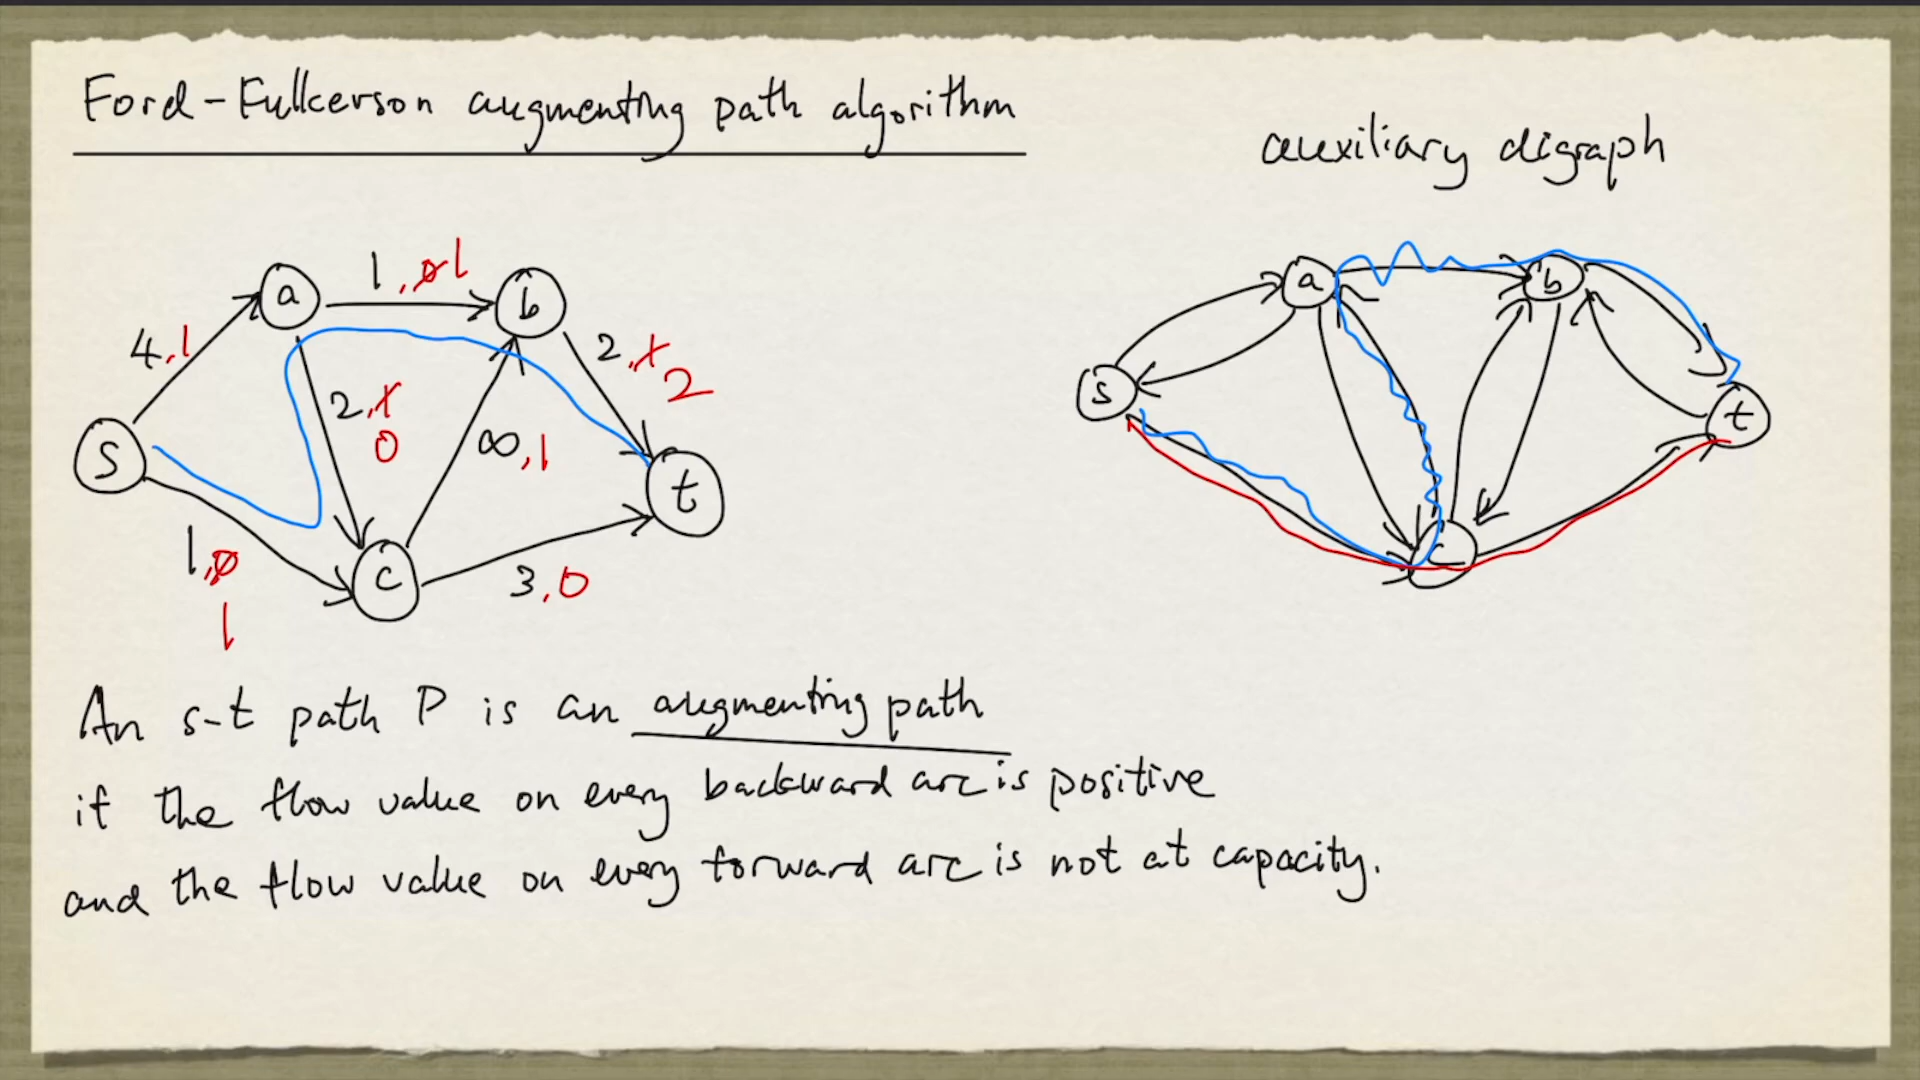 Ford-Fulkerson augmenting path algorithm
auxiliary digraph
a
1, 0 1
b
4, 1
2, 1
2
s
2, 1
0
∞, 1
t
1, 0
1
c
3, 0
a
b
s
t
c
An s-t path P is an augmenting path
if the flow value on every backward arc is positive
and the flow value on every forward arc is not at capacity.